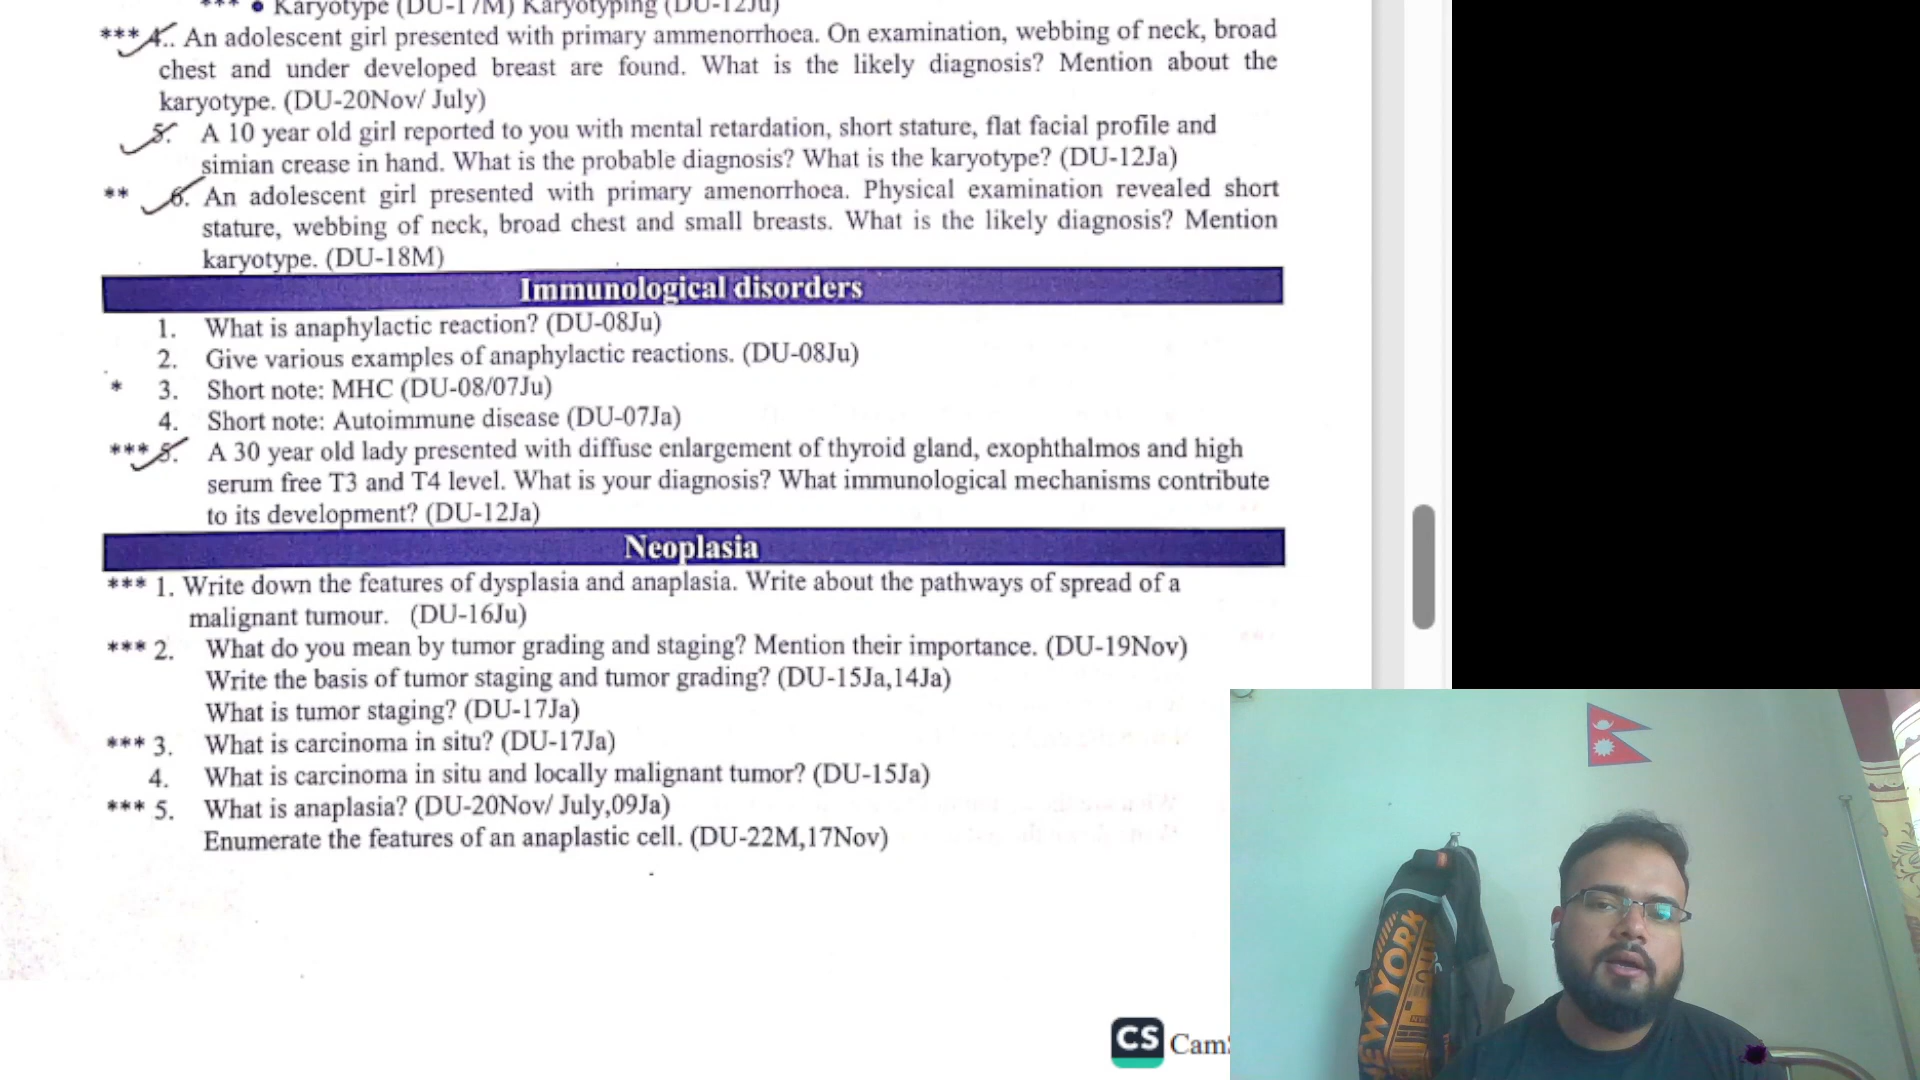 *** • Karyotype (DU-17M) Karyotyping (DU-12Ju)
*** 4.. An adolescent girl presented with primary ammenorrhoea. On examination, webbing of neck, broad
chest and under developed breast are found. What is the likely diagnosis? Mention about the
karyotype. (DU-20Nov/ July)
5. A 10 year old girl reported to you with mental retardation, short stature, flat facial profile and
simian crease in hand. What is the probable diagnosis? What is the karyotype? (DU-12Ja)
** 6. An adolescent girl presented with primary amenorrhoea. Physical examination revealed short
stature, webbing of neck, broad chest and small breasts. What is the likely diagnosis? Mention
karyotype. (DU-18M)
Immunological disorders
1. What is anaphylactic reaction? (DU-08Ju)
2. Give various examples of anaphylactic reactions. (DU-08Ju)
* 3. Short note: MHC (DU-08/07Ju)
4. Short note: Autoimmune disease (DU-07Ja)
*** 5. A 30 year old lady presented with diffuse enlargement of thyroid gland, exophthalmos and high
serum free T3 and T4 level. What is your diagnosis? What immunological mechanisms contribute
to its development? (DU-12Ja)
Neoplasia
*** 1. Write down the features of dysplasia and anaplasia. Write about the pathways of spread of a
malignant tumour. (DU-16Ju)
*** 2. What do you mean by tumor grading and staging? Mention their importance. (DU-19Nov)
Write the basis of tumor staging and tumor grading? (DU-15Ja,14Ja)
What is tumor staging? (DU-17Ja)
*** 3. What is carcinoma in situ? (DU-17Ja)
4. What is carcinoma in situ and locally malignant tumor? (DU-15Ja)
*** 5. What is anaplasia? (DU-20Nov/ July,09Ja)
Enumerate the features of an anaplastic cell. (DU-22M,17Nov)
CS Cam
NEW YORK